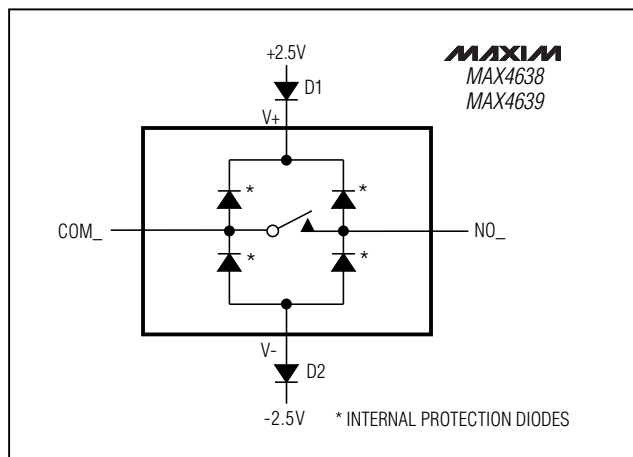 +2.5V
MAXIM
MAX4638
MAX4639
D1
V+
*
*
COM_
NO_
*
*
V-
D2
-2.5V
* INTERNAL PROTECTION DIODES